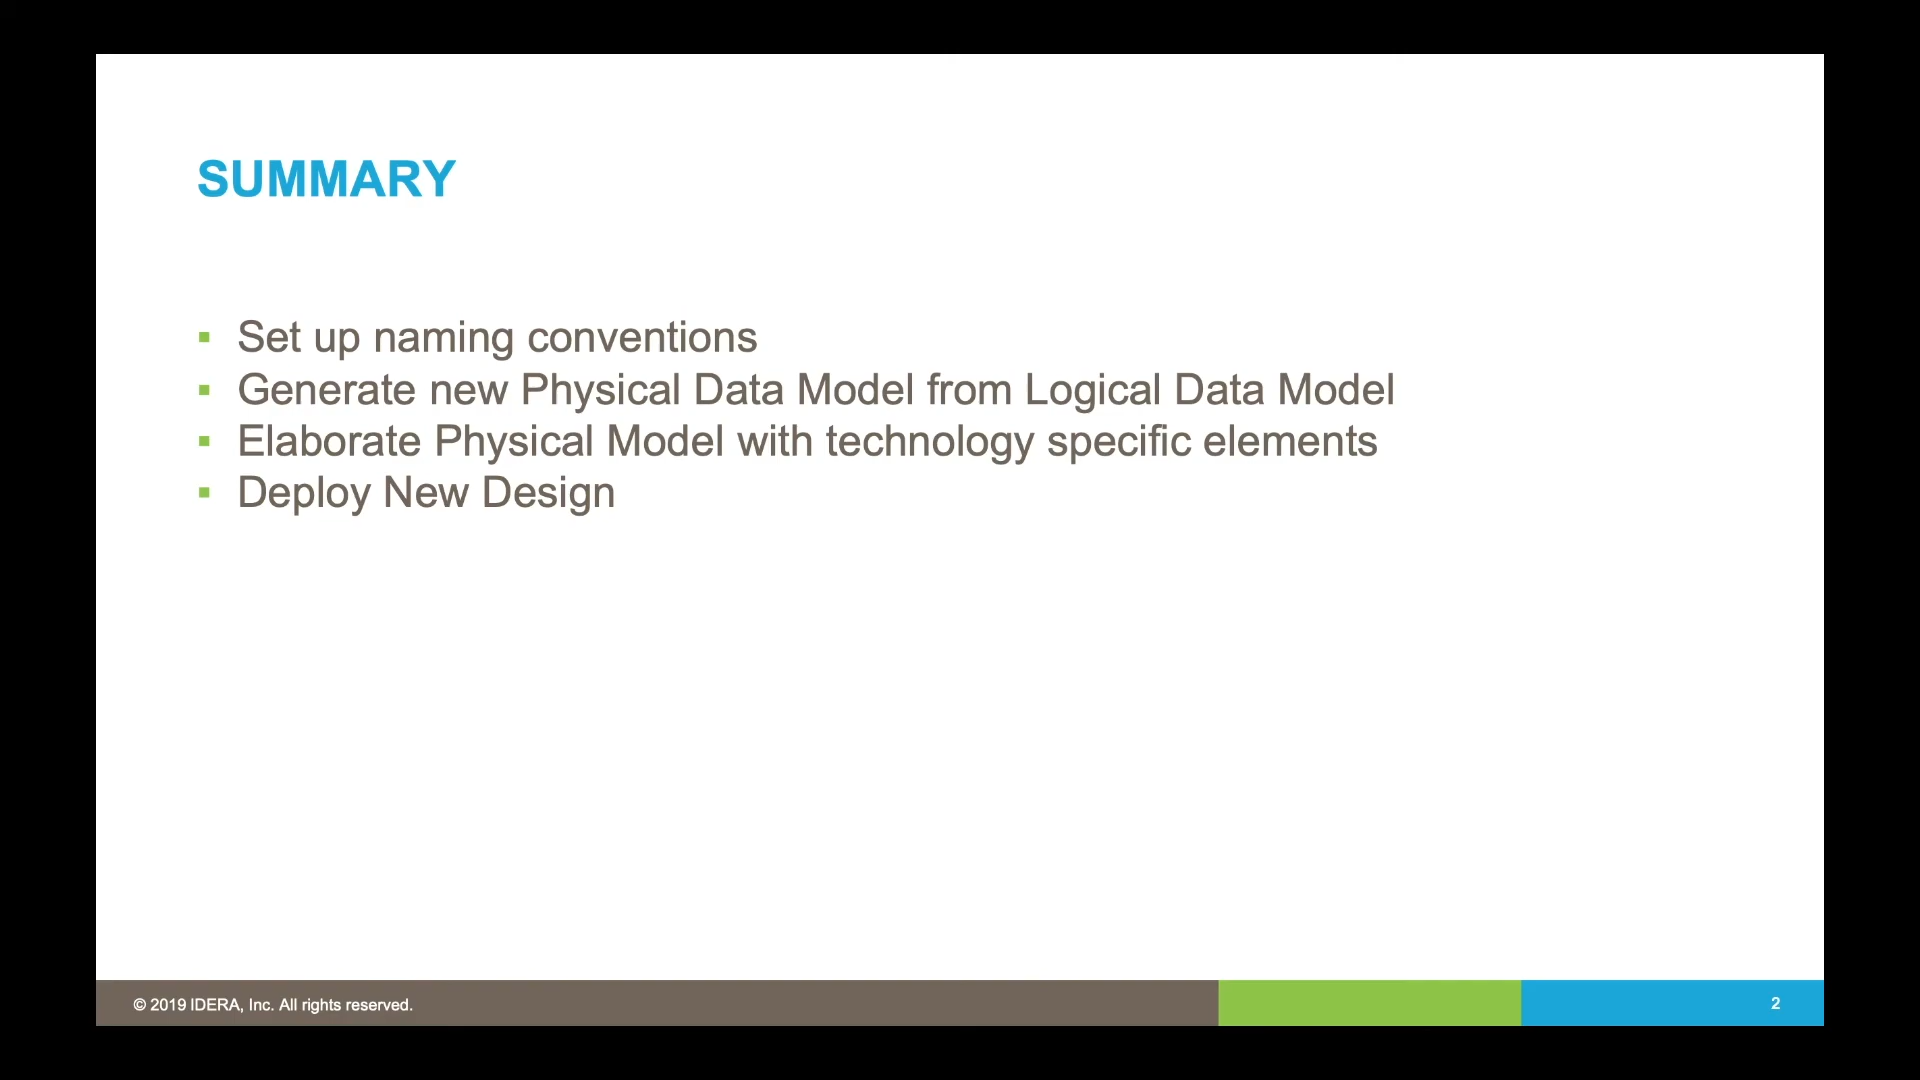 SUMMARY
▪ Set up naming conventions
▪ Generate new Physical Data Model from Logical Data Model
▪ Elaborate Physical Model with technology specific elements
▪ Deploy New Design
© 2019 IDERA, Inc. All rights reserved.
2